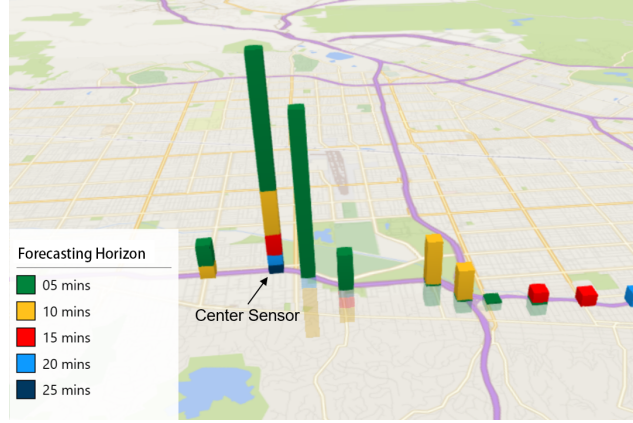 Forecasting Horizon
05 mins
10 mins
15 mins
20 mins
25 mins
Center Sensor